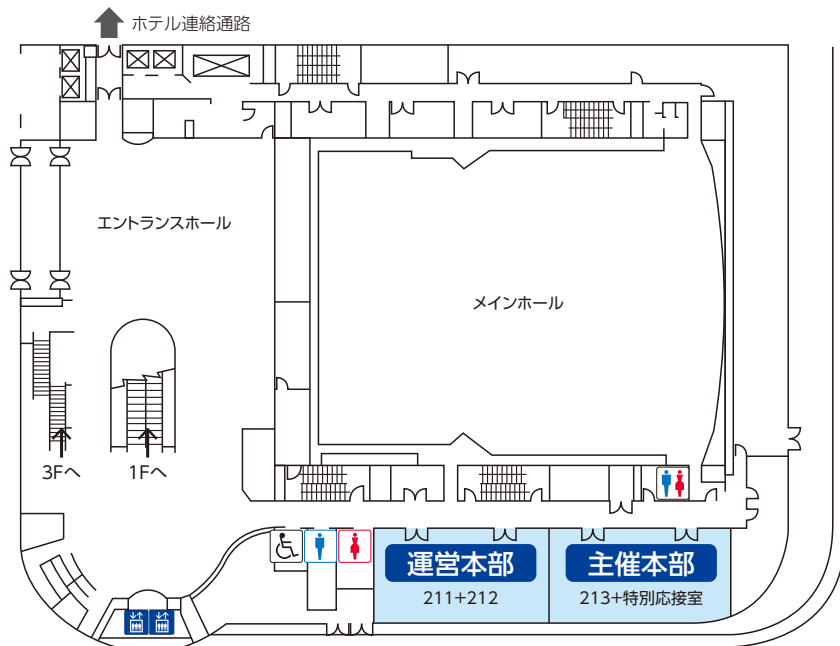 ホテル連絡通路
エントランスホール
メインホール
3Fへ
1Fへ
運営本部
211+212
主催本部
213+特別応接室